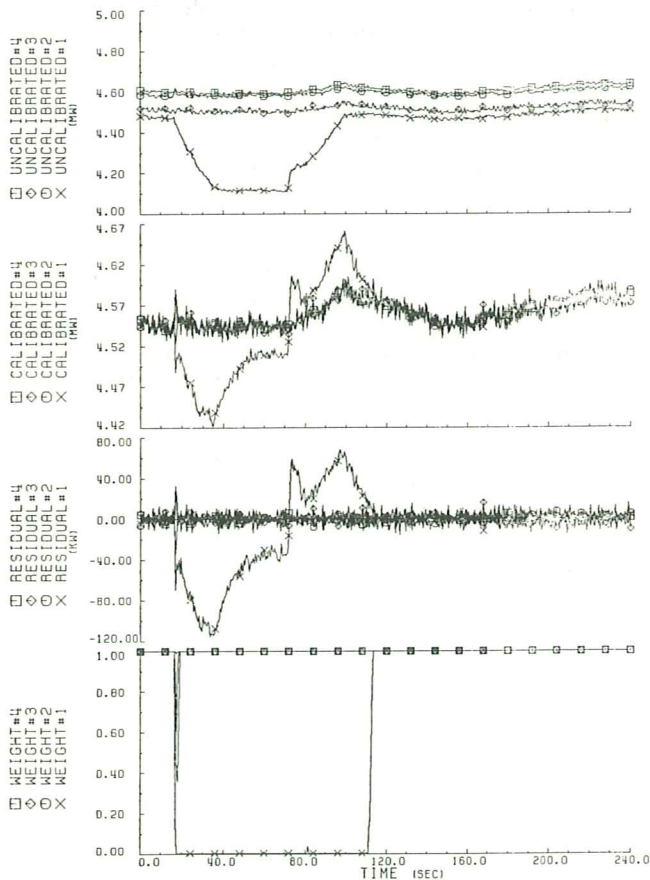 □ UNCALIBRATED#4
◇ UNCALIBRATED#3
○ UNCALIBRATED#2
× UNCALIBRATED#1
(MW)
5.00
4.80
4.60
4.40
4.20
4.00
□ CALIBRATED#4
◇ CALIBRATED#3
○ CALIBRATED#2
× CALIBRATED#1
(MW)
4.67
4.62
4.57
4.52
4.47
4.42
□ RESIDUAL#4
◇ RESIDUAL#3
○ RESIDUAL#2
× RESIDUAL#1
(KW)
80.00
40.00
0.00
-40.00
-80.00
-120.00
□ WEIGHT#4
◇ WEIGHT#3
○ WEIGHT#2
× WEIGHT#1
1.00
0.80
0.60
0.40
0.20
0.00
0.0 40.0 80.0 120.0 160.0 200.0 240.0
TIME (SEC)